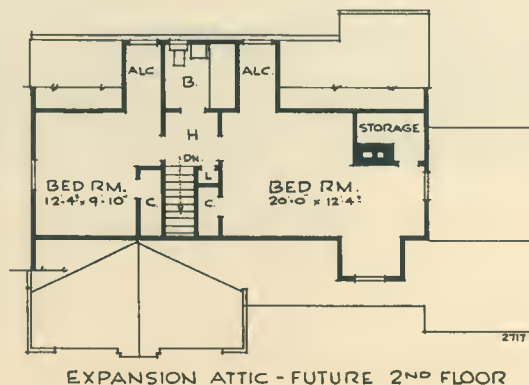 ALC.
B.
ALC.
H
STORAGE
DN.
BED RM.
12'-4" x 9'-10"
L
BED RM.
20'-0" x 12'-4"
C.
C.
2717
EXPANSION ATTIC - FUTURE 2ND FLOOR